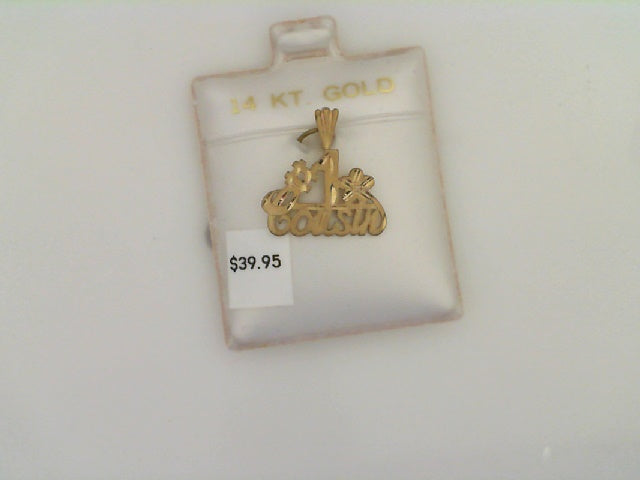 14 KT. GOLD
#1
Cousin
$39.95